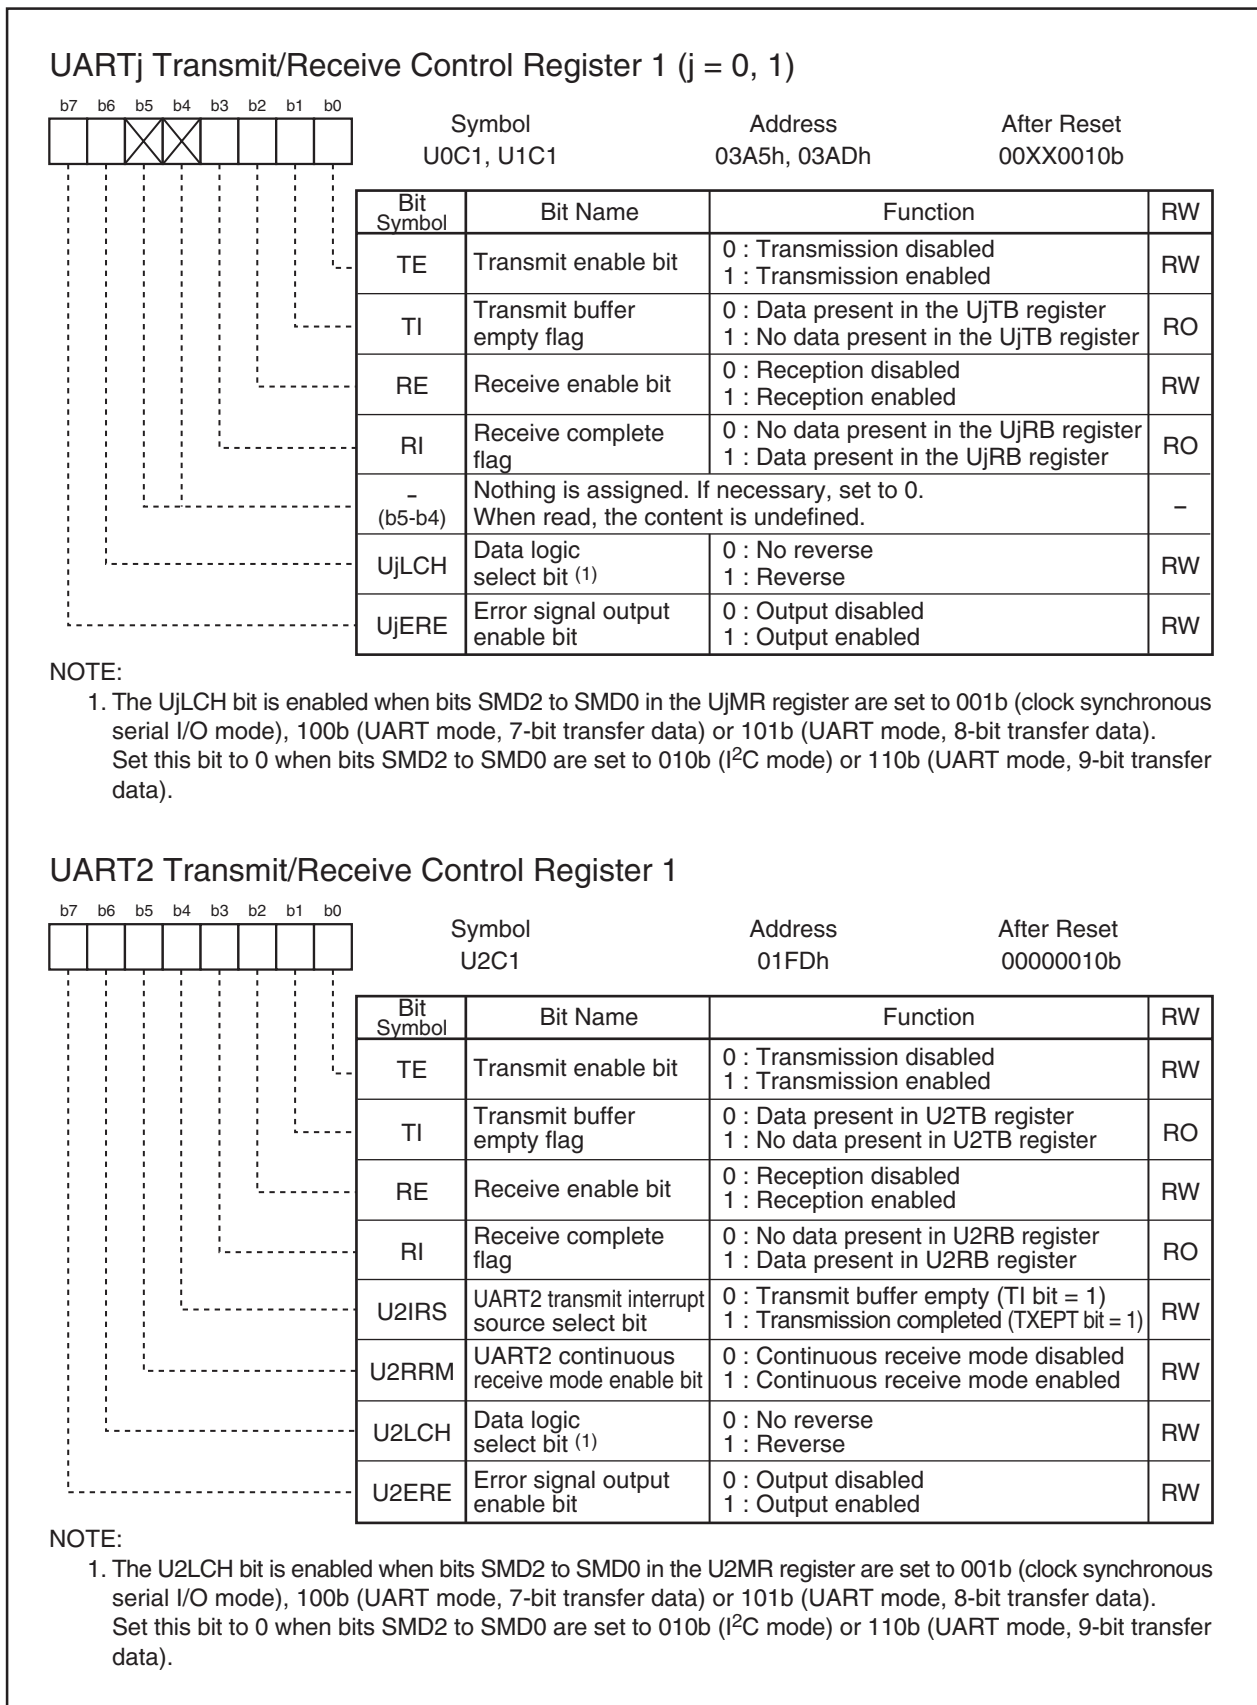 UARTj Transmit/Receive Control Register 1 (j = 0, 1)
b7 b6 b5 b4 b3 b2 b1 b0
Symbol Address After Reset
U0C1, U1C1 03A5h, 03ADh 00XX0010b
Bit Symbol Bit Name Function RW
TE Transmit enable bit 0 : Transmission disabled RW
1 : Transmission enabled
TI Transmit buffer empty flag 0 : Data present in the UjTB register RO
1 : No data present in the UjTB register
RE Receive enable bit 0 : Reception disabled RW
1 : Reception enabled
RI Receive complete flag 0 : No data present in the UjRB register RO
1 : Data present in the UjRB register
– (b5-b4) Nothing is assigned. If necessary, set to 0. –
When read, the content is undefined.
UjLCH Data logic select bit (1) 0 : No reverse RW
1 : Reverse
UjERE Error signal output enable bit 0 : Output disabled RW
1 : Output enabled
NOTE:
1. The UjLCH bit is enabled when bits SMD2 to SMD0 in the UjMR register are set to 001b (clock synchronous
serial I/O mode), 100b (UART mode, 7-bit transfer data) or 101b (UART mode, 8-bit transfer data).
Set this bit to 0 when bits SMD2 to SMD0 are set to 010b (I2C mode) or 110b (UART mode, 9-bit transfer
data).
UART2 Transmit/Receive Control Register 1
b7 b6 b5 b4 b3 b2 b1 b0
Symbol Address After Reset
U2C1 01FDh 00000010b
Bit Symbol Bit Name Function RW
TE Transmit enable bit 0 : Transmission disabled RW
1 : Transmission enabled
TI Transmit buffer empty flag 0 : Data present in U2TB register RO
1 : No data present in U2TB register
RE Receive enable bit 0 : Reception disabled RW
1 : Reception enabled
RI Receive complete flag 0 : No data present in U2RB register RO
1 : Data present in U2RB register
U2IRS UART2 transmit interrupt source select bit 0 : Transmit buffer empty (TI bit = 1) RW
1 : Transmission completed (TXEPT bit = 1)
U2RRM UART2 continuous receive mode enable bit 0 : Continuous receive mode disabled RW
1 : Continuous receive mode enabled
U2LCH Data logic select bit (1) 0 : No reverse RW
1 : Reverse
U2ERE Error signal output enable bit 0 : Output disabled RW
1 : Output enabled
NOTE:
1. The U2LCH bit is enabled when bits SMD2 to SMD0 in the U2MR register are set to 001b (clock synchronous
serial I/O mode), 100b (UART mode, 7-bit transfer data) or 101b (UART mode, 8-bit transfer data).
Set this bit to 0 when bits SMD2 to SMD0 are set to 010b (I2C mode) or 110b (UART mode, 9-bit transfer
data).